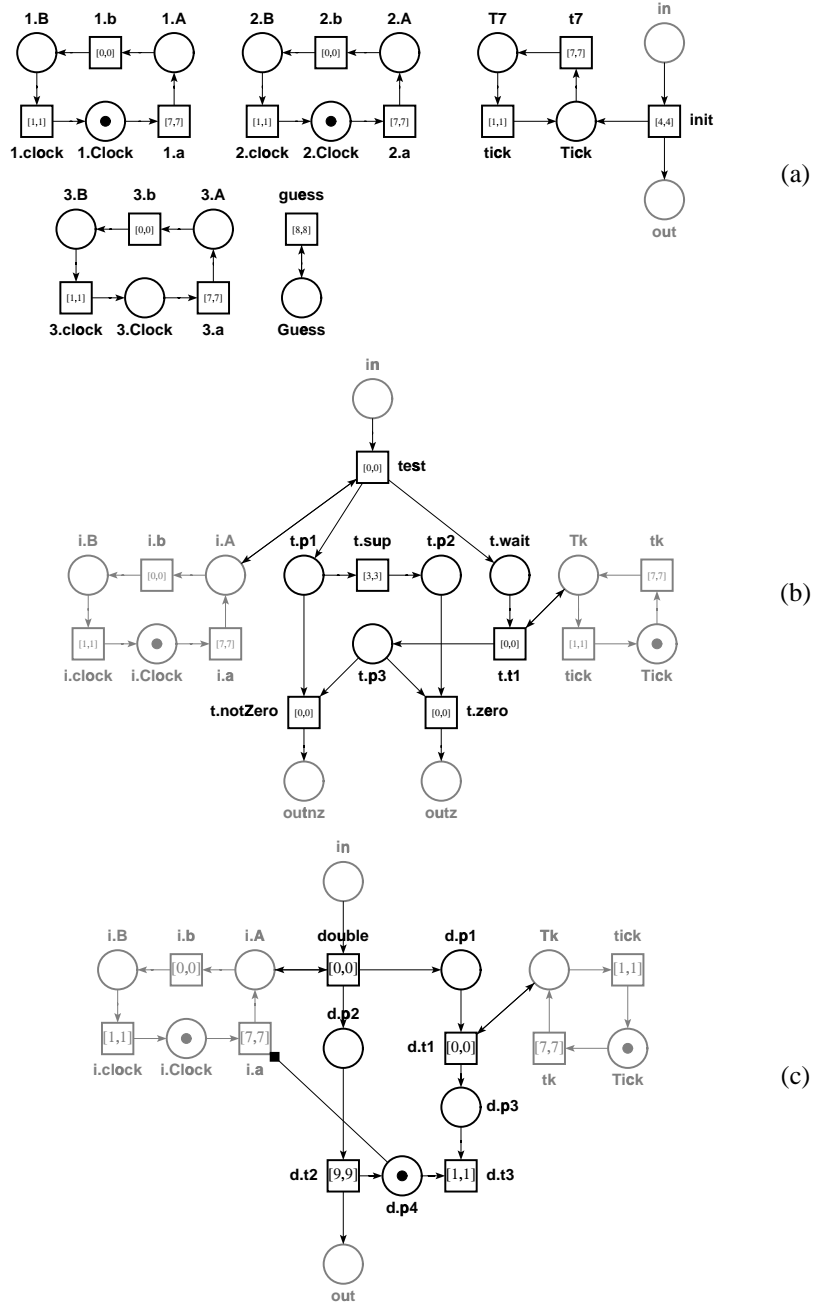 1.B 1.b 1.A 2.B 2.b 2.A T7 t7 in
[0,0] [0,0] [7,7]
[1,1] [7,7] [1,1] [7,7] [1,1] [4,4] init
1.clock 1.Clock 1.a 2.clock 2.Clock 2.a tick Tick
(a)
3.B 3.b 3.A guess
[0,0] [8,8]
out
[1,1] [7,7]
3.clock 3.Clock 3.a Guess
in
[0,0] test
i.B i.b i.A t.p1 t.sup t.p2 t.wait Tk tk
[0,0] [3,3] [7,7]
(b)
[1,1] [7,7] [0,0] [1,1]
i.clock i.Clock i.a t.p3 t.t1 tick Tick
t.notZero [0,0] [0,0] t.zero
outnz outz
in
i.B i.b i.A double d.p1 Tk tick
[0,0] [0,0] [1,1]
d.p2
[1,1] [7,7] d.t1 [0,0] [7,7]
i.clock i.Clock i.a tk Tick
(c)
d.p3
d.t2 [9,9] [1,1] d.t3
d.p4
out